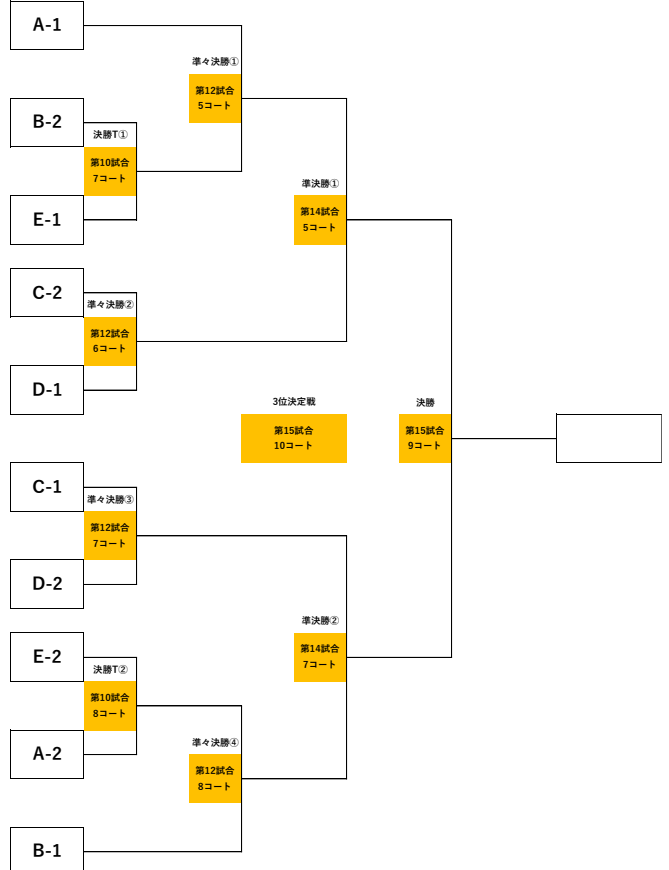 A-1
準々決勝①
第12試合
5コート
B-2
決勝T①
第10試合
7コート
E-1
準決勝①
第14試合
5コート
C-2
準々決勝②
第12試合
6コート
D-1
3位決定戦
第15試合
10コート
決勝
第15試合
9コート
C-1
準々決勝③
第12試合
7コート
D-2
準決勝②
第14試合
7コート
E-2
決勝T②
第10試合
8コート
A-2
準々決勝④
第12試合
8コート
B-1